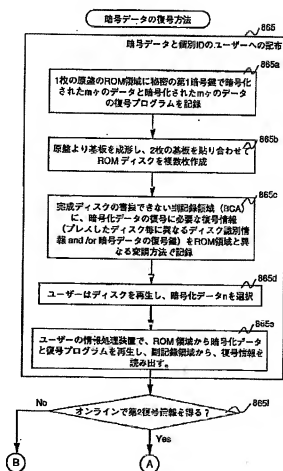 暗号データの復号方法
865
暗号データと個別IDのユーザーへの配布
865a
1枚の原盤のROM領域に秘密の第1暗号鍵で暗号化
されたmヶのデータと暗号化されたmヶのデータ
の復号プログラムを記録
865b
原盤より基板を成形し、2枚の基板を貼り合わせて
ROMディスクを複数枚作成
865c
完成ディスクの書換できない副記録領域(BCA)
に、暗号化データの復号に必要な復号情報
(プレスしたディスク毎に異なるディスク識別情
報 and /or 暗号データの復号鍵)をROM領域と異
なる変調方法で記録
865d
ユーザーはディスクを再生し、暗号化データnを選択
865e
ユーザーの情報処理装置で、ROM領域から暗号化データ
と復号プログラムを再生し、副記録領域から、復号情報を
読み出す。
865f
No
オンラインで第2復号情報を得る?
Yes
B
A